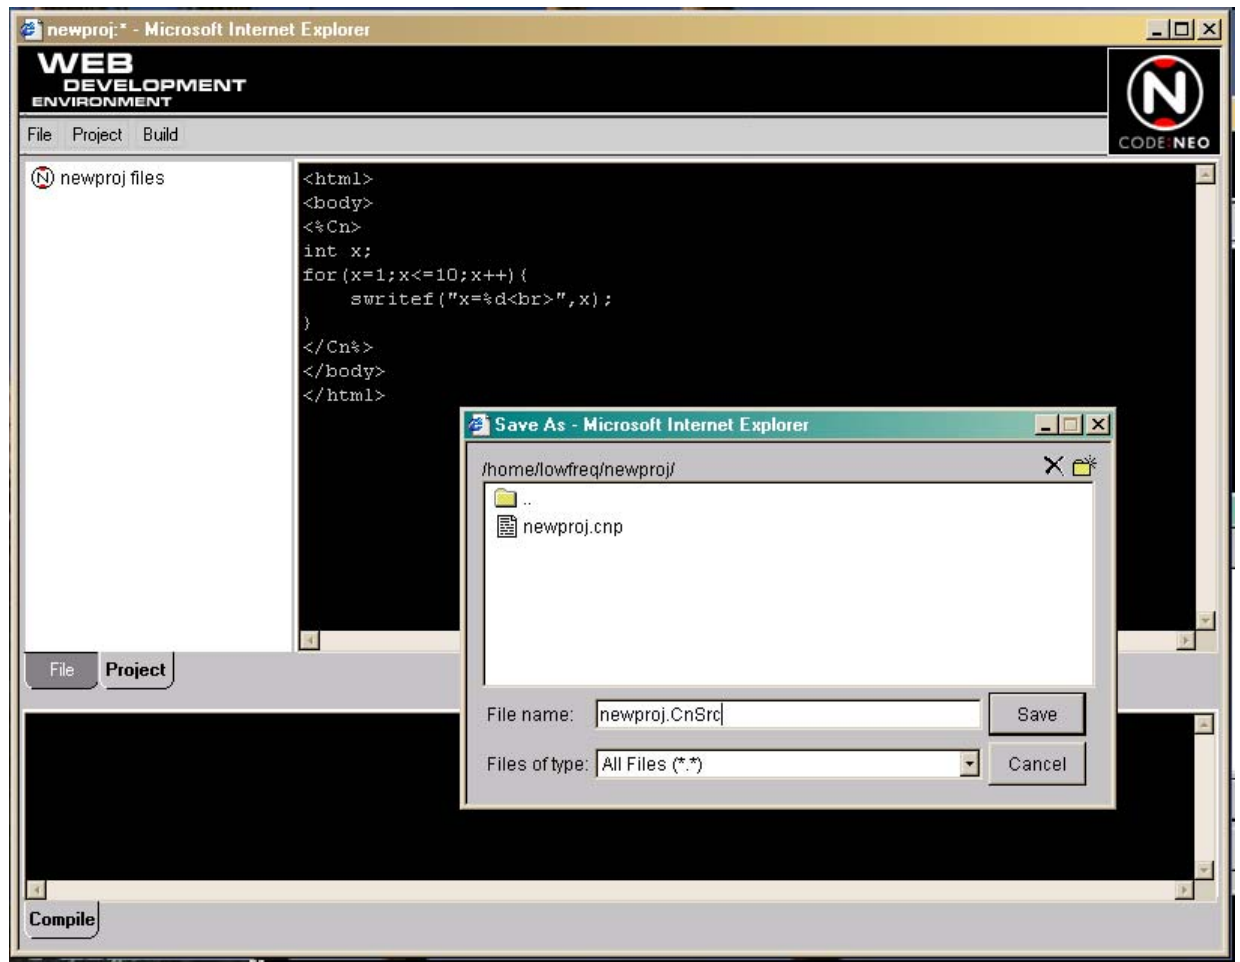 newproj:* - Microsoft Internet Explorer
WEB
DEVELOPMENT
ENVIRONMENT
N
CODE:NEO
File Project Build
N newproj files
<html>
<body>
<%Cn>
int x;
for(x=1;x<=10;x++){
    swritef("x=%d<br>",x);
}
</Cn%>
</body>
</html>
Save As - Microsoft Internet Explorer
/home/lowfreq/newproj/
..
newproj.cnp
File name: newproj.CnSrc Save
Files of type: All Files (*.*) Cancel
File Project
Compile